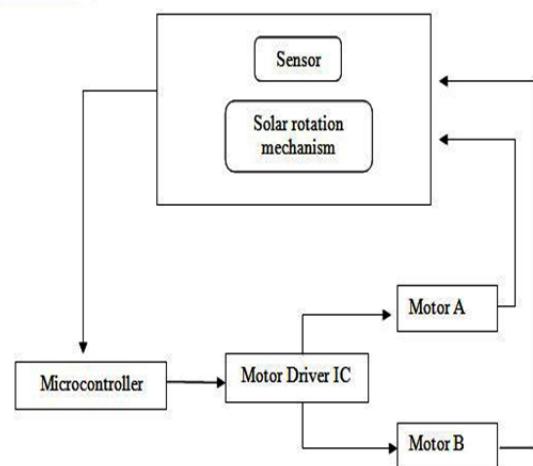 Sensor
Solar rotation
mechanism
Motor A
Microcontroller
Motor Driver IC
Motor B